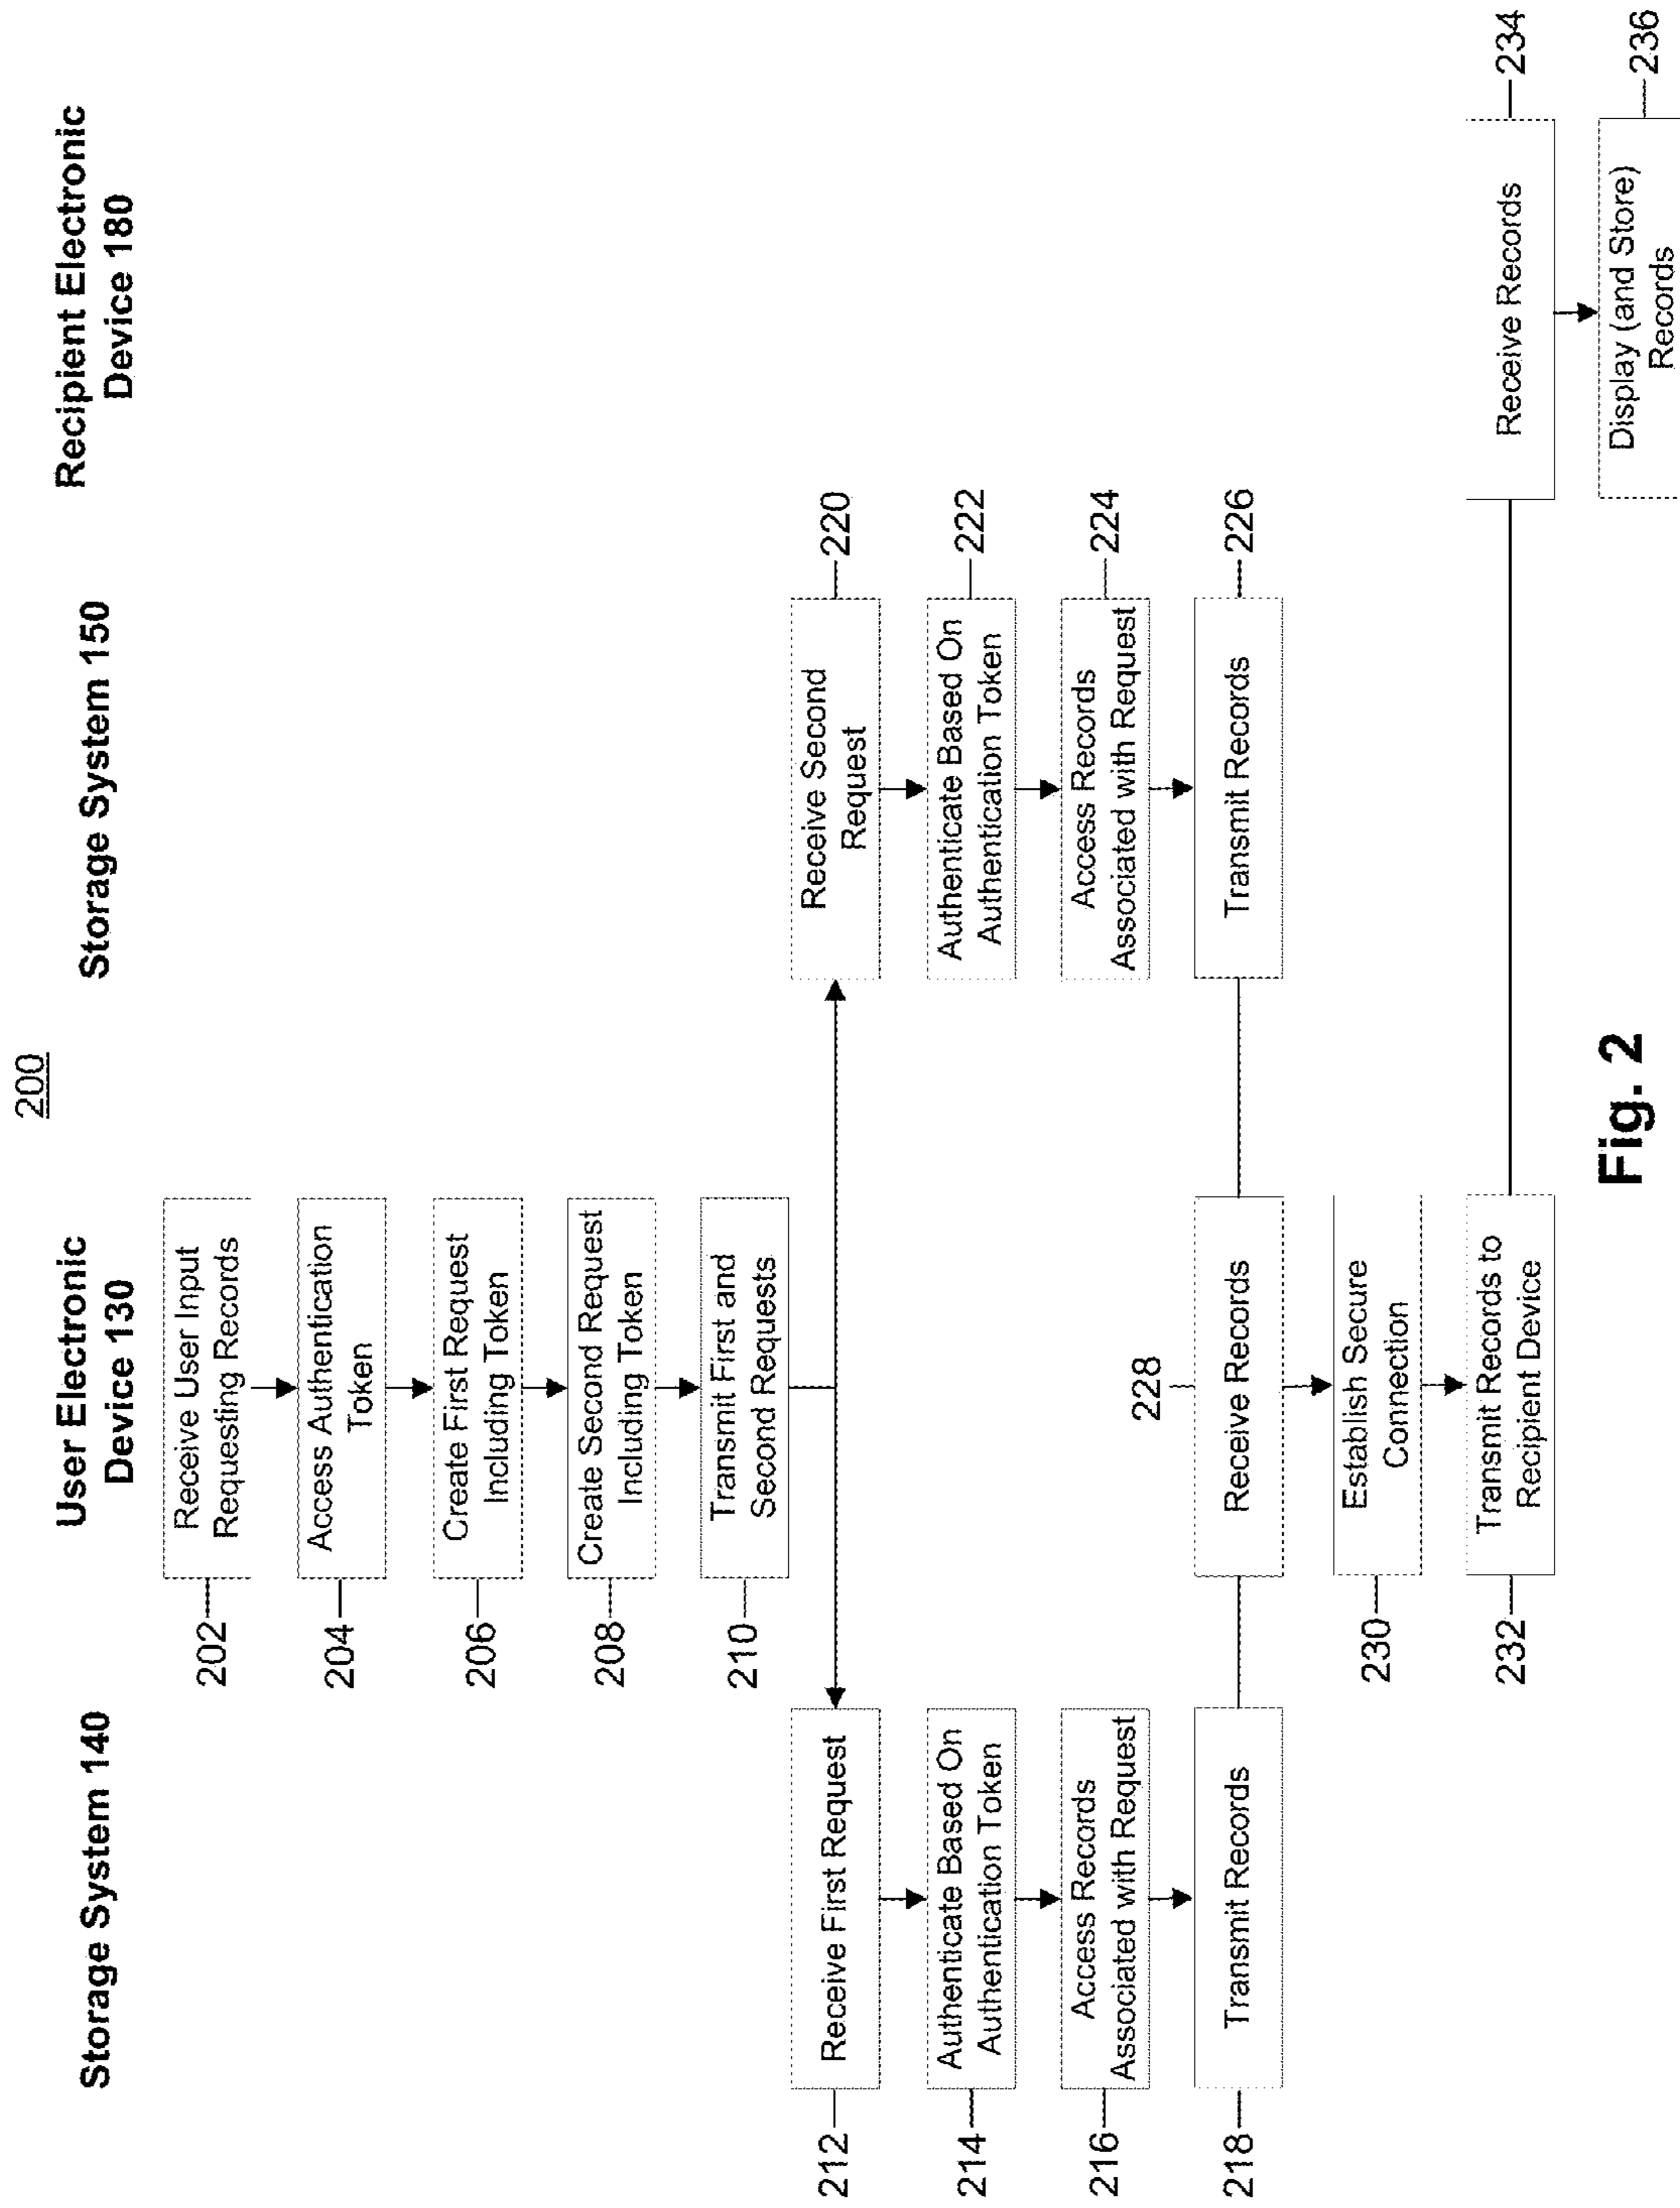 200
Storage System 140
User Electronic
Device 130
Storage System 150
Recipient Electronic
Device 180
202
Receive User Input
Requesting Records
204
Access Authentication
Token
206
Create First Request
Including Token
208
Create Second Request
Including Token
210
Transmit First and
Second Requests
212
Receive First Request
Receive Second
Request
220
214
Authenticate Based On
Authentication Token
Authenticate Based On
Authentication Token
222
216
Access Records
Associated with Request
Access Records
Associated with Request
224
218
Transmit Records
228
Receive Records
Transmit Records
226
230
Establish Secure
Connection
232
Transmit Records to
Recipient Device
Receive Records
234
Display (and Store)
Records
236
Fig. 2